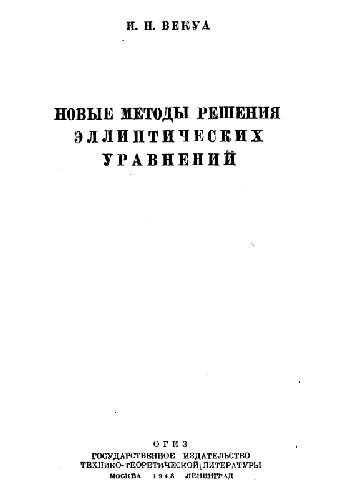 И. Н. ВЕКУА
НОВЫЕ МЕТОДЫ РЕШЕНИЯ
ЭЛЛИПТИЧЕСКИХ
УРАВНЕНИЙ
ОГИЗ
ГОСУДАРСТВЕННОЕ ИЗДАТЕЛЬСТВО
ТЕХНИКО-ТЕОРЕТИЧЕСКОЙ ЛИТЕРАТУРЫ
МОСКВА 1948 ЛЕНИНГРАД